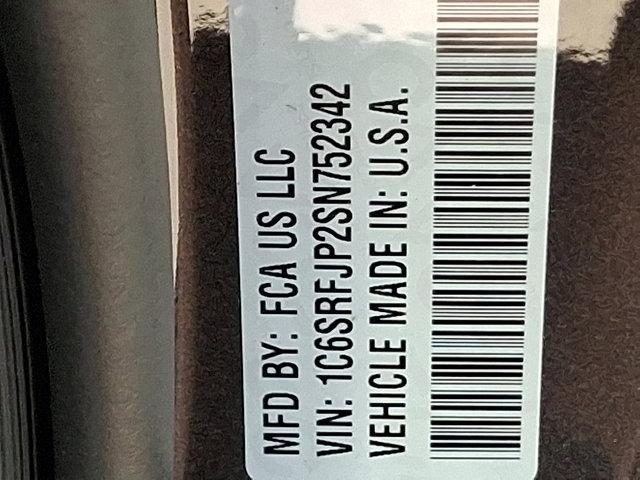 MFD BY: FCA US LLC
VIN: 1C6SRFJP2SN752342
VEHICLE MADE IN: U.S.A.